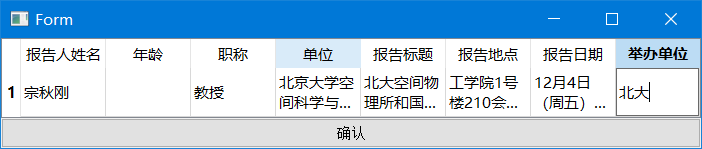 Form
报告人姓名 年龄 职称 单位 报告标题 报告地点 报告日期 举办单位
1 宗秋刚 教授 北京大学空间科学与... 北大空间物理所和国... 工学院1号楼210会... 12月4日（周五）... 北大
确认